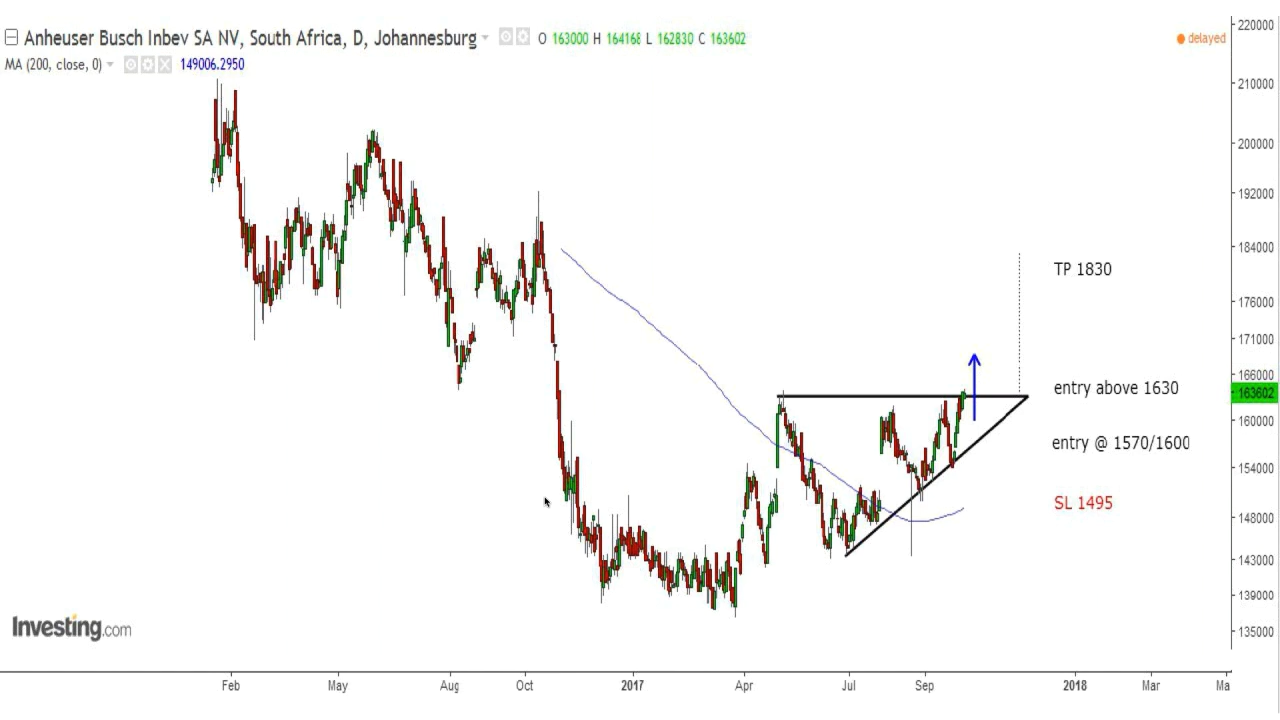 Anheuser Busch Inbev SA NV, South Africa, D, Johannesburg O 163000 H 164168 L 162830 C 163602
delayed
MA (200, close, 0) 149006.2950
220000
210000
200000
192000
184000
TP 1830
176000
171000
166000
entry above 1630
163602
160000
entry @ 1570/1600
154000
SL 1495
148000
143000
139000
Investing.com
135000
Feb May Aug Oct 2017 Apr Jul Sep 2018 Mar Ma